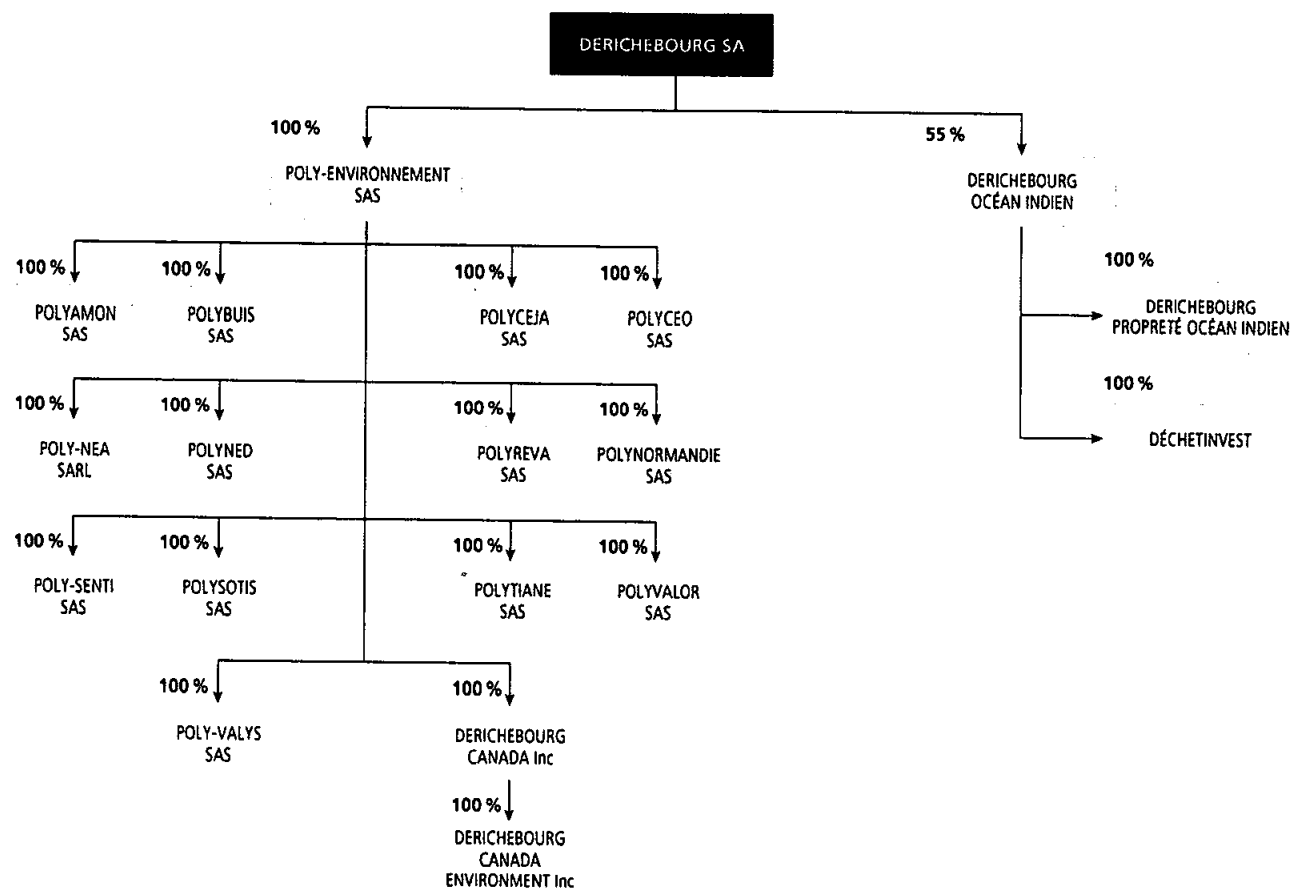 DERICHEBOURG SA
100 %
55 %
POLY-ENVIRONNEMENT
SAS
DERICHEBOURG
OCÉAN INDIEN
100 %
100 %
100 %
100 %
100 %
POLYAMON
SAS
POLYBUIS
SAS
POLYCEJA
SAS
POLYCEO
SAS
DERICHEBOURG
PROPRETÉ OCÉAN INDIEN
100 %
100 %
100 %
100 %
100 %
POLY-NEA
SARL
POLYNED
SAS
POLYREVA
SAS
POLYNORMANDIE
SAS
DÉCHETINVEST
100 %
100 %
100 %
100 %
POLY-SENTI
SAS
POLYSOTIS
SAS
POLYTIANE
SAS
POLYVALOR
SAS
100 %
100 %
POLY-VALYS
SAS
DERICHEBOURG
CANADA Inc
100 %
DERICHEBOURG
CANADA
ENVIRONMENT Inc